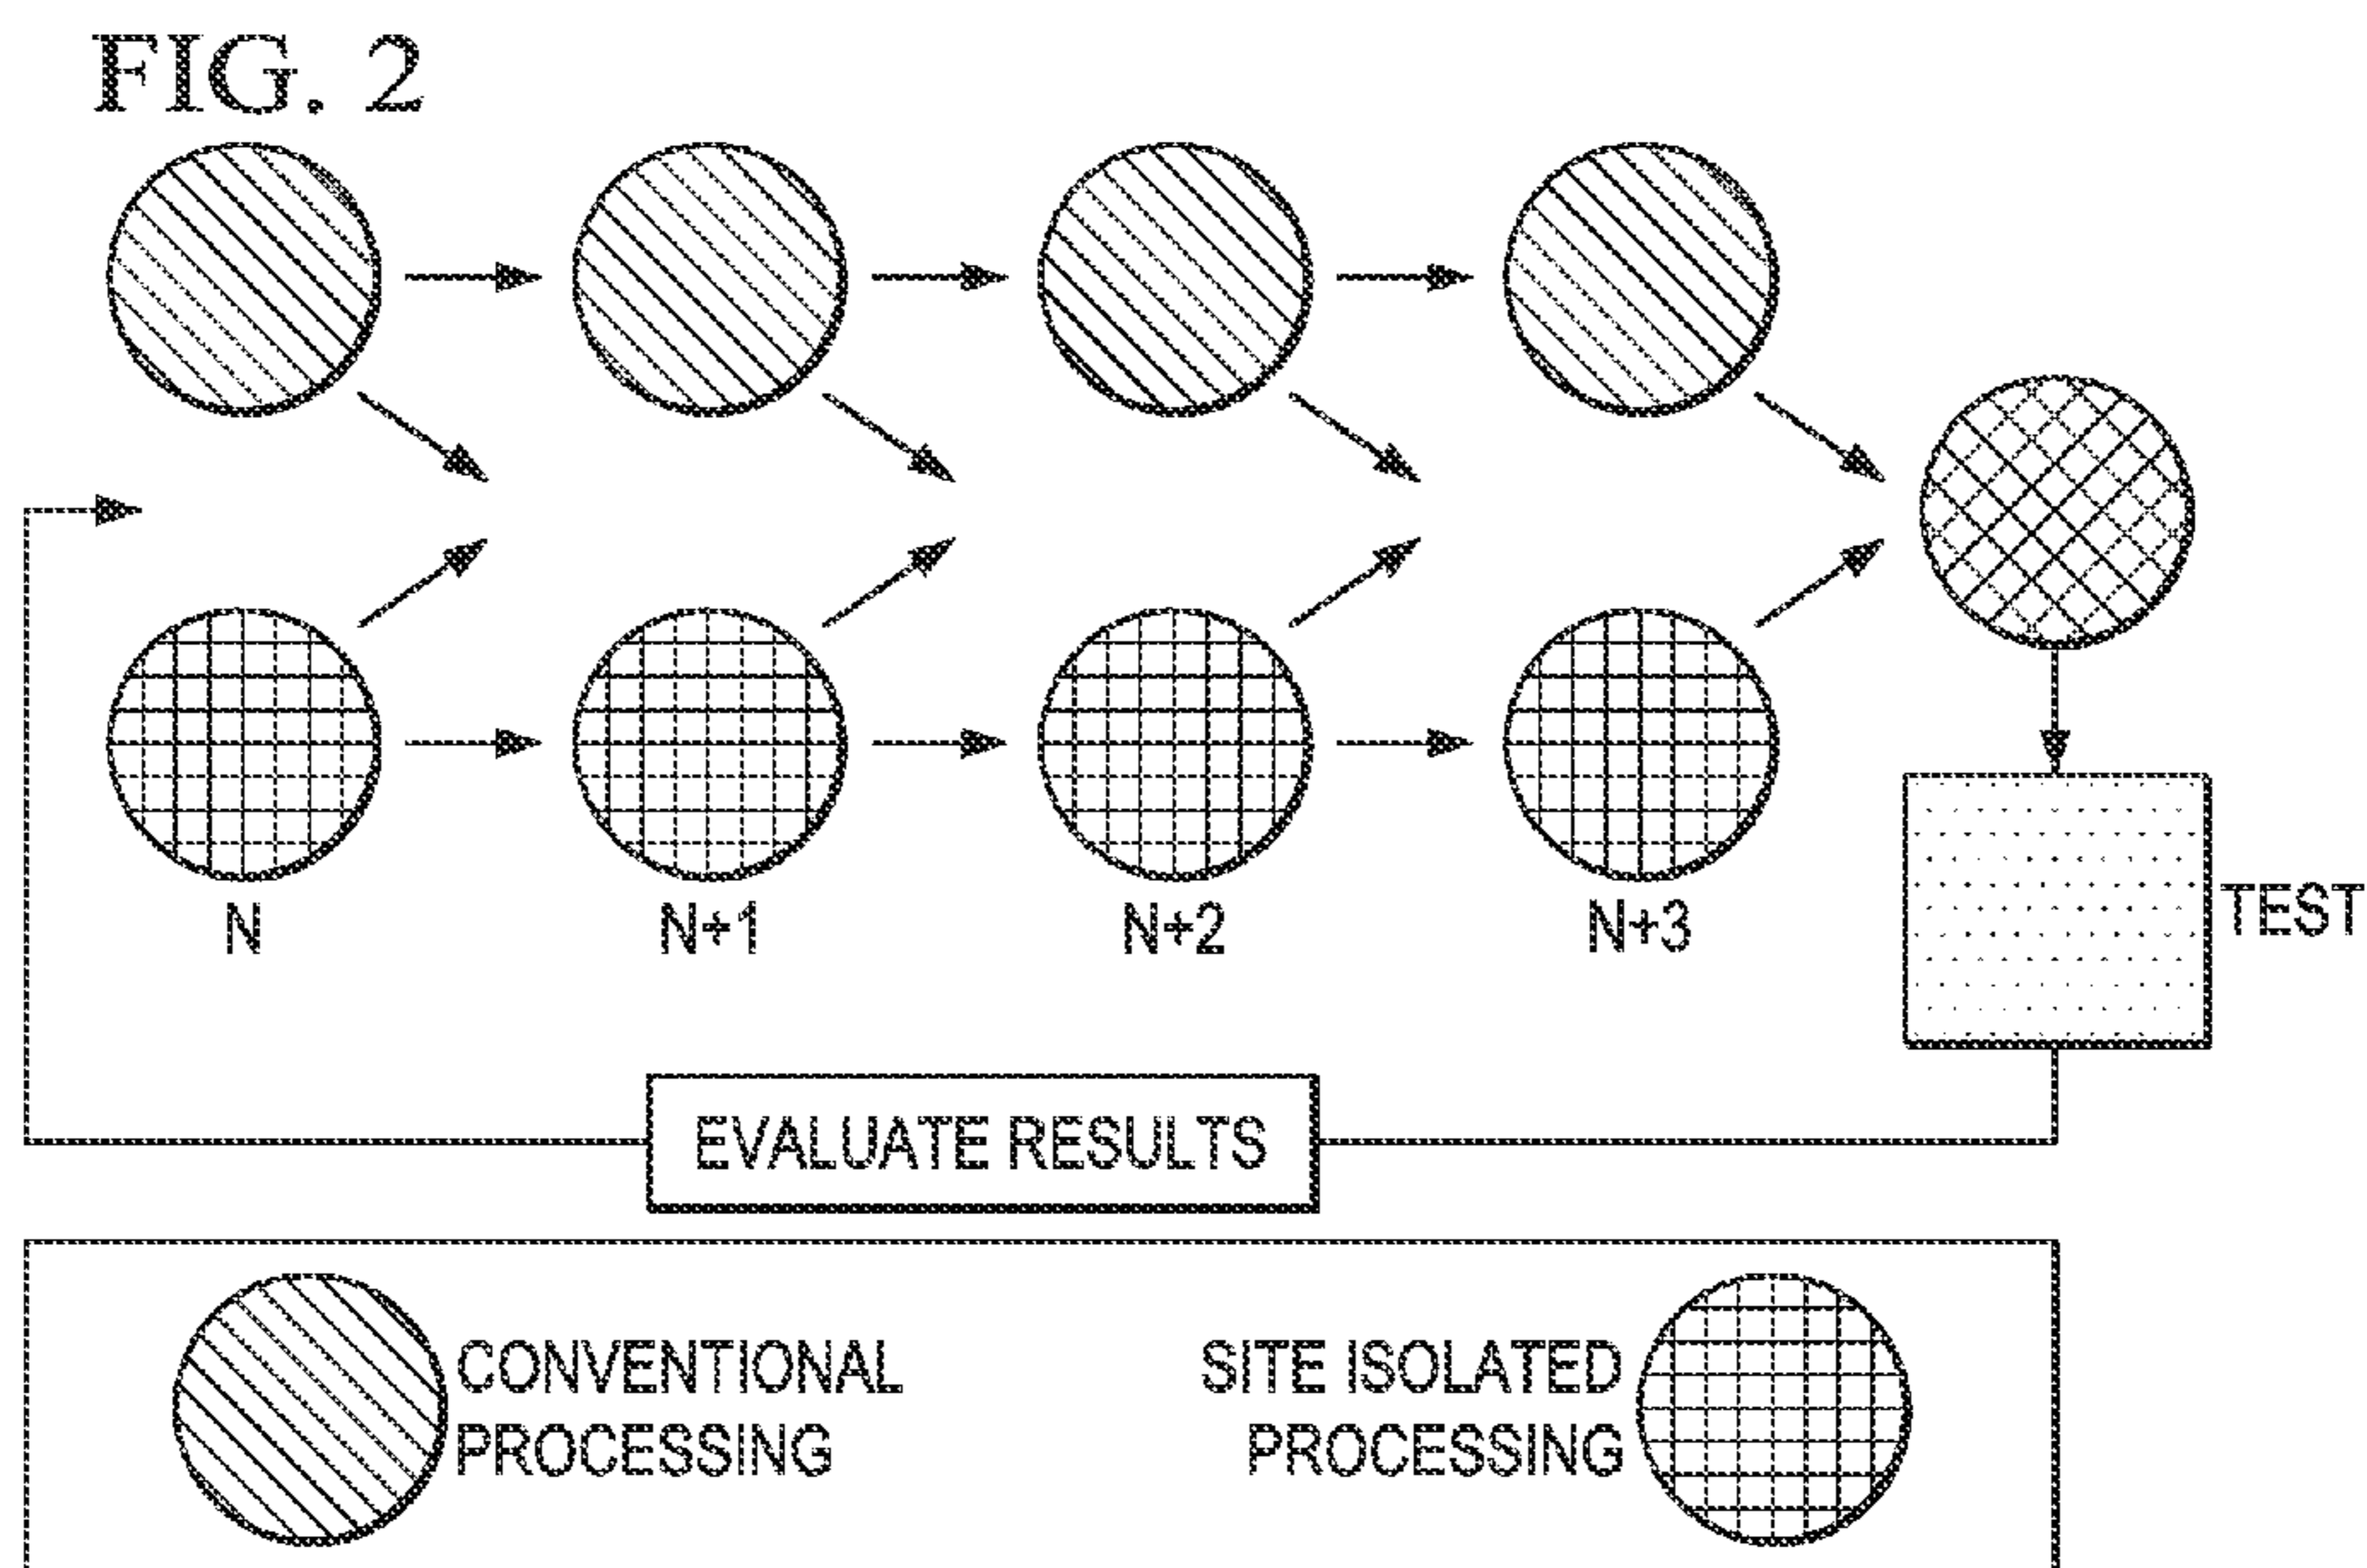 FIG. 2
N
N+1
N+2
N+3
TEST
EVALUATE RESULTS
CONVENTIONAL
PROCESSING
SITE ISOLATED
PROCESSING